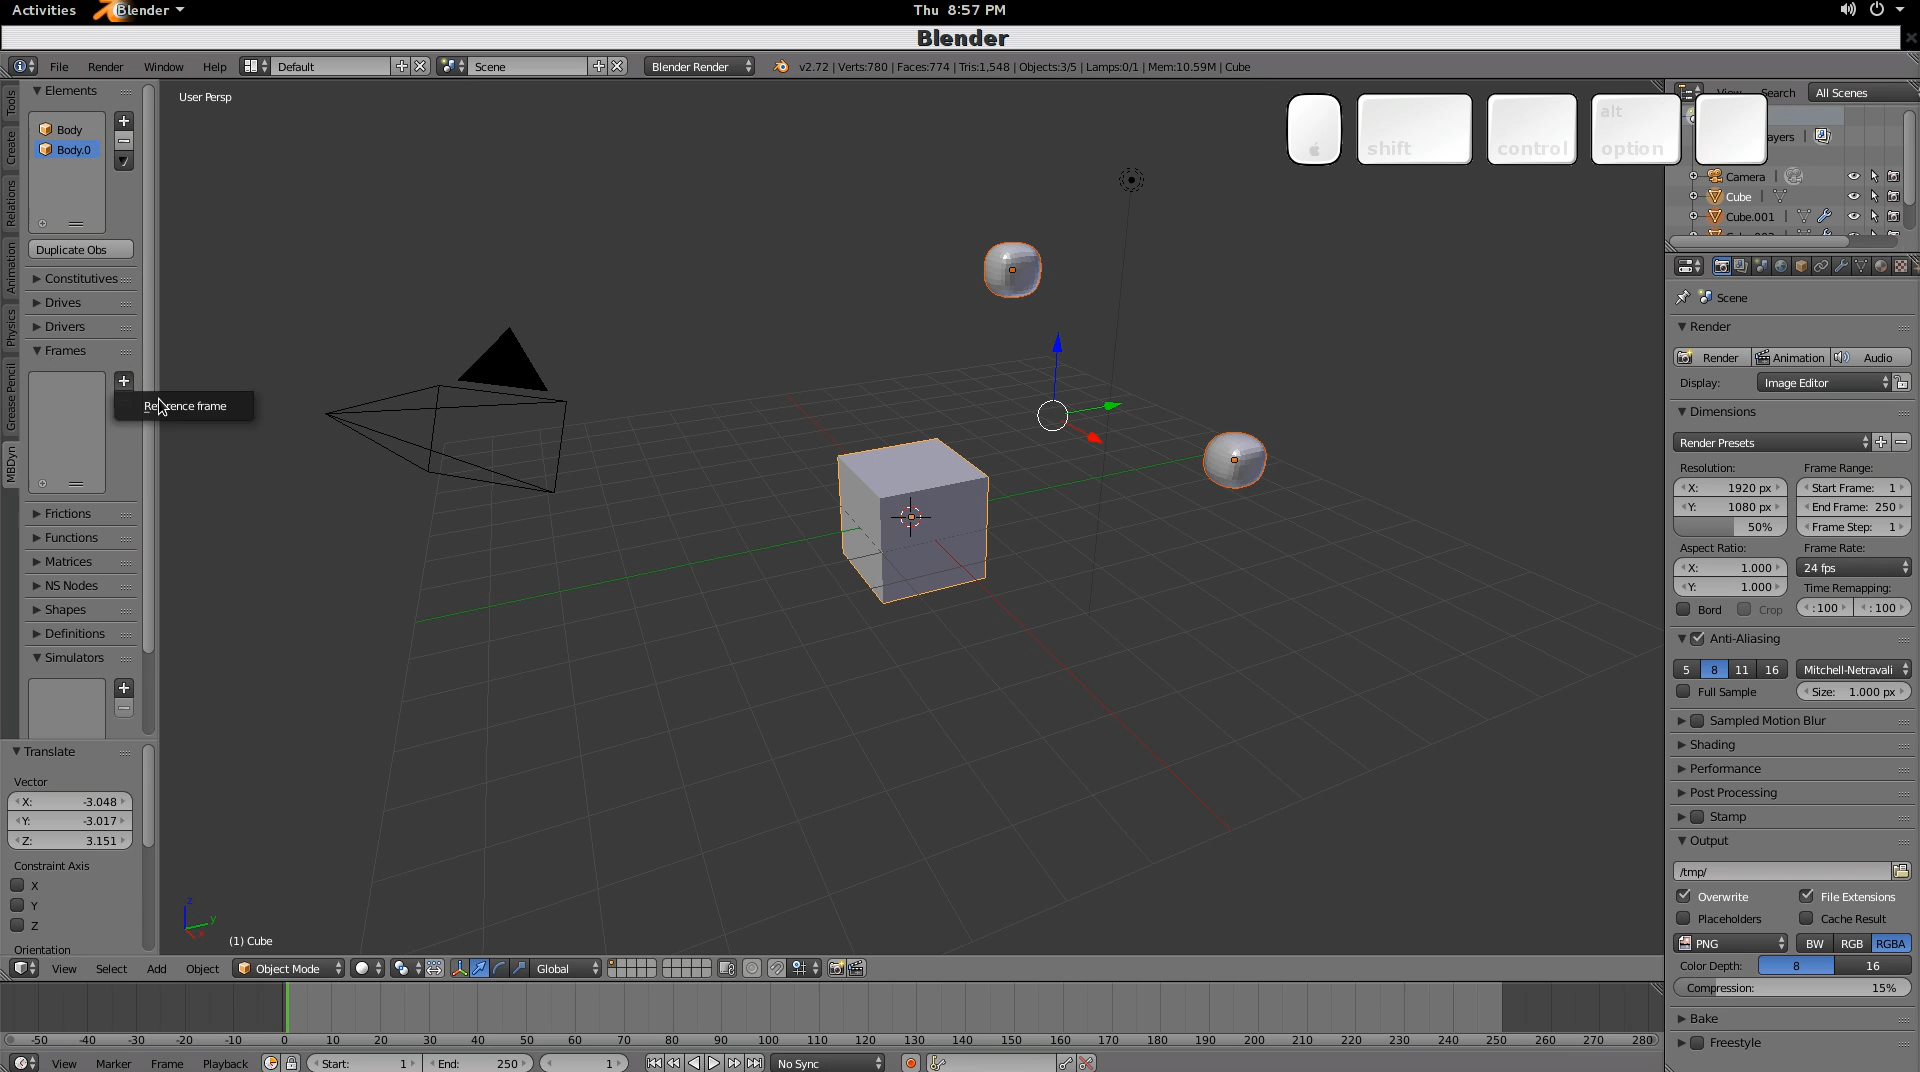 Activities Blender Thu 8:57 PM
Blender
File Render Window Help Default Scene Blender Render v2.72 | Verts:780 | Faces:774 | Tris:1,548 | Objects:3/5 | Lamps:0/1 | Mem:10.59M | Cube
Tools
Create
Relations
Animation
Physics
Grease Pencil
MBDyn
Elements
Body
Body.0
Duplicate Obs
Constitutives
Drives
Drivers
Frames
Reference frame
Frictions
Functions
Matrices
NS Nodes
Shapes
Definitions
Simulators
Translate
Vector
X: -3.048
Y: -3.017
Z: 3.151
Constraint Axis
X
Y
Z
Orientation
User Persp
shift
control
alt
option
z
y
(1) Cube
View Select Add Object Object Mode Global
-50 -40 -30 -20 -10 0 10 20 30 40 50 60 70 80 90 100 110 120 130 140 150 160 170 180 190 200 210 220 230 240 250 260 270 280
View Marker Frame Playback Start: 1 End: 250 1 No Sync
View Search All Scenes
ayers
Camera
Cube
Cube.001
Scene
Render
Render Animation Audio
Display: Image Editor
Dimensions
Render Presets
Resolution: Frame Range:
X: 1920 px Start Frame: 1
Y: 1080 px End Frame: 250
50% Frame Step: 1
Aspect Ratio: Frame Rate:
X: 1.000 24 fps
Y: 1.000 Time Remapping:
Bord Crop :100 :100
Anti-Aliasing
5 8 11 16 Mitchell-Netravali
Full Sample Size: 1.000 px
Sampled Motion Blur
Shading
Performance
Post Processing
Stamp
Output
/tmp/
Overwrite File Extensions
Placeholders Cache Result
PNG BW RGB RGBA
Color Depth: 8 16
Compression: 15%
Bake
Freestyle